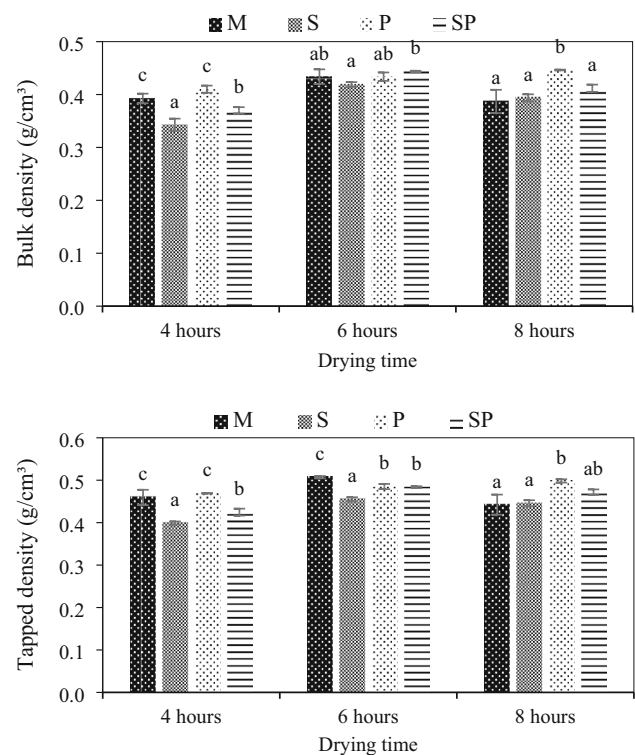 M S P SP
0.5
0.4
0.3
0.2
0.1
0.0
Bulk density (g/cm³)
c a c b
ab a ab b
a a b a
4 hours 6 hours 8 hours
Drying time
M S P SP
0.6
0.5
0.4
0.3
0.2
0.1
0.0
Tapped density (g/cm³)
c a c b
c a b b
a a b ab
4 hours 6 hours 8 hours
Drying time